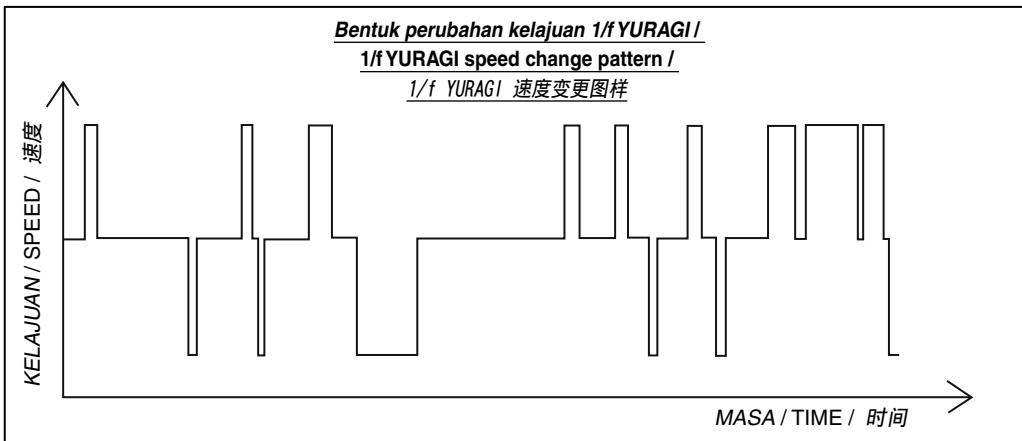 Bentuk perubahan kelajuan 1/f YURAGI /
1/f YURAGI speed change pattern /
1/f YURAGI 速度变更图样
KELAJUAN / SPEED / 速度
MASA / TIME / 时间